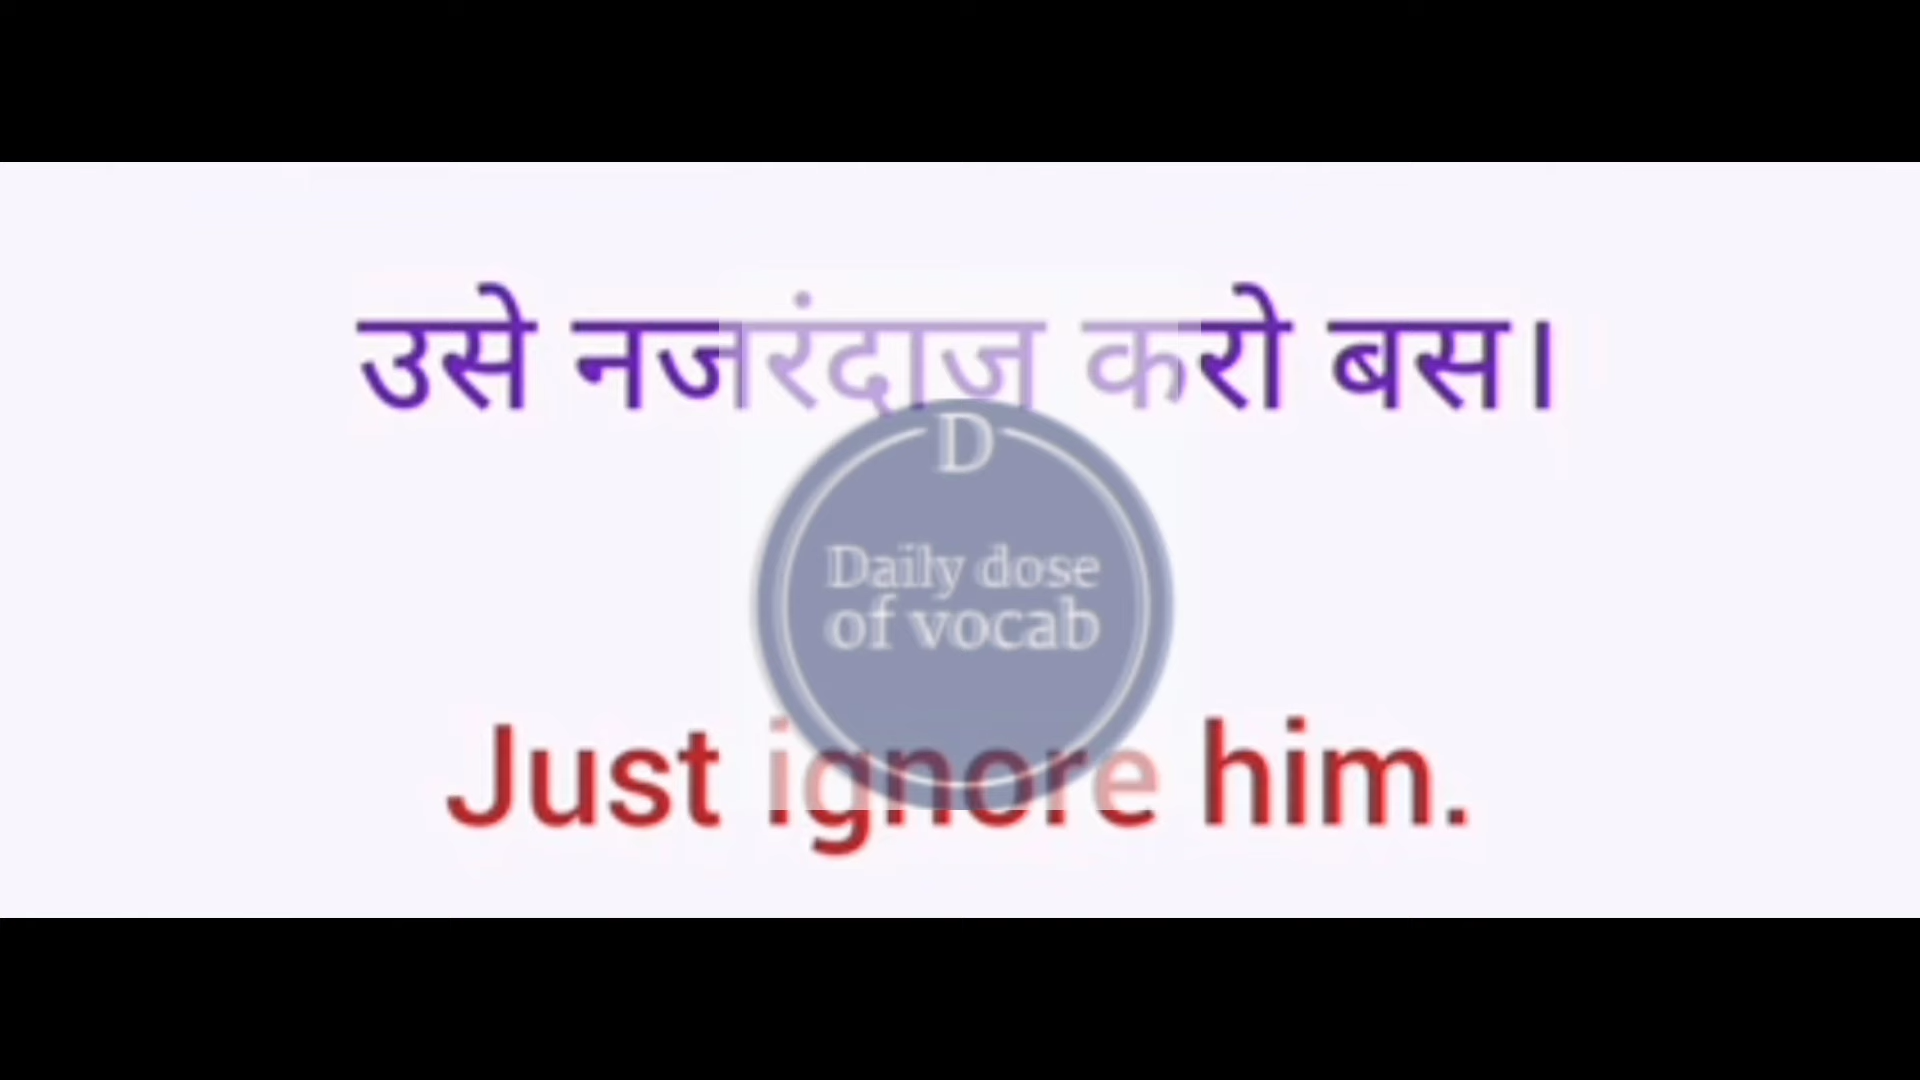 उसे नजरंदाज करो बस।
D
Daily dose
of vocab
Just ignore him.